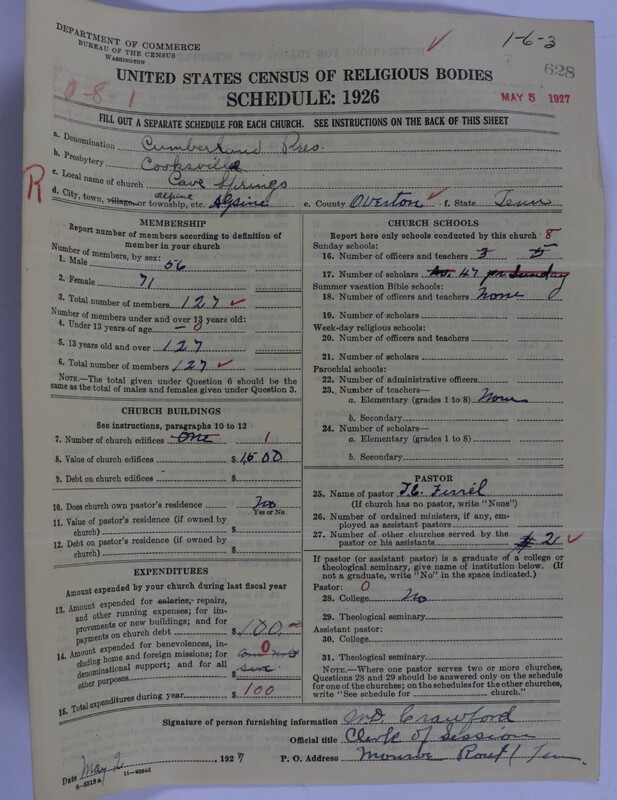 DEPARTMENT OF COMMERCE
BUREAU OF THE CENSUS
WASHINGTON
1-6-3
628
UNITED STATES CENSUS OF RELIGIOUS BODIES
0-8-1
SCHEDULE: 1926
MAY 5 1927
FILL OUT A SEPARATE SCHEDULE FOR EACH CHURCH. SEE INSTRUCTIONS ON THE BACK OF THIS SHEET
a. Denomination Cumberland Pres.
b. Presbytery Cooksville
R
c. Local name of church Cave Springs
d. City, town, village, or township, etc. alpine Alpine e. County Overton f. State Tenn
MEMBERSHIP
Report number of members according to definition of
member in your church
Number of members, by sex:
1. Male 56
2. Female 71
3. Total number of members 127
Number of members under and over 13 years old:
4. Under 13 years of age — 0
5. 13 years old and over 127
6. Total number of members 127
NOTE.—The total given under Question 6 should be the
same as the total of males and females given under Question 3.
CHURCH BUILDINGS
See instructions, paragraphs 10 to 12
7. Number of church edifices One 1
8. Value of church edifices $ 1500
9. Debt on church edifices $
10. Does church own pastor's residence No
Yes or No
11. Value of pastor's residence (if owned by
church) $
12. Debt on pastor's residence (if owned by
church) $
EXPENDITURES
Amount expended by your church during last fiscal year
13. Amount expended for salaries, repairs,
and other running expenses; for im-
provements or new buildings; and for
payments on church debt $ 100.
14. Amount expended for benevolences, in-
cluding home and foreign missions; for
denominational support; and for all
other purposes 0
15. Total expenditures during year $ 100
CHURCH SCHOOLS
Report here only schools conducted by this church 8
Sunday schools:
16. Number of officers and teachers 3 5
17. Number of scholars No. 47 pr Sunday
Summer vacation Bible schools:
18. Number of officers and teachers None
19. Number of scholars
Week-day religious schools:
20. Number of officers and teachers
21. Number of scholars
Parochial schools:
22. Number of administrative officers
23. Number of teachers—
a. Elementary (grades 1 to 8) None
b. Secondary
24. Number of scholars—
a. Elementary (grades 1 to 8)
b. Secondary
PASTOR
25. Name of pastor T.C. Ferrel
(If church has no pastor, write "None")
26. Number of ordained ministers, if any, em-
ployed as assistant pastors
27. Number of other churches served by the
pastor or his assistants 2
If pastor (or assistant pastor) is a graduate of a college or
theological seminary, give name of institution below. (If
not a graduate, write "No" in the space indicated.)
Pastor: 0
28. College No
29. Theological seminary
Assistant pastor:
30. College
31. Theological seminary
NOTE.—Where one pastor serves two or more churches,
Questions 28 and 29 should be answered only on the schedule
for one of the churches; on the schedules for the other churches,
write "See schedule for church."
Signature of person furnishing information Crawford
Official title Clerk of Session
Date May 2, 1927 P. O. Address Monroe Rout 1 Tenn.